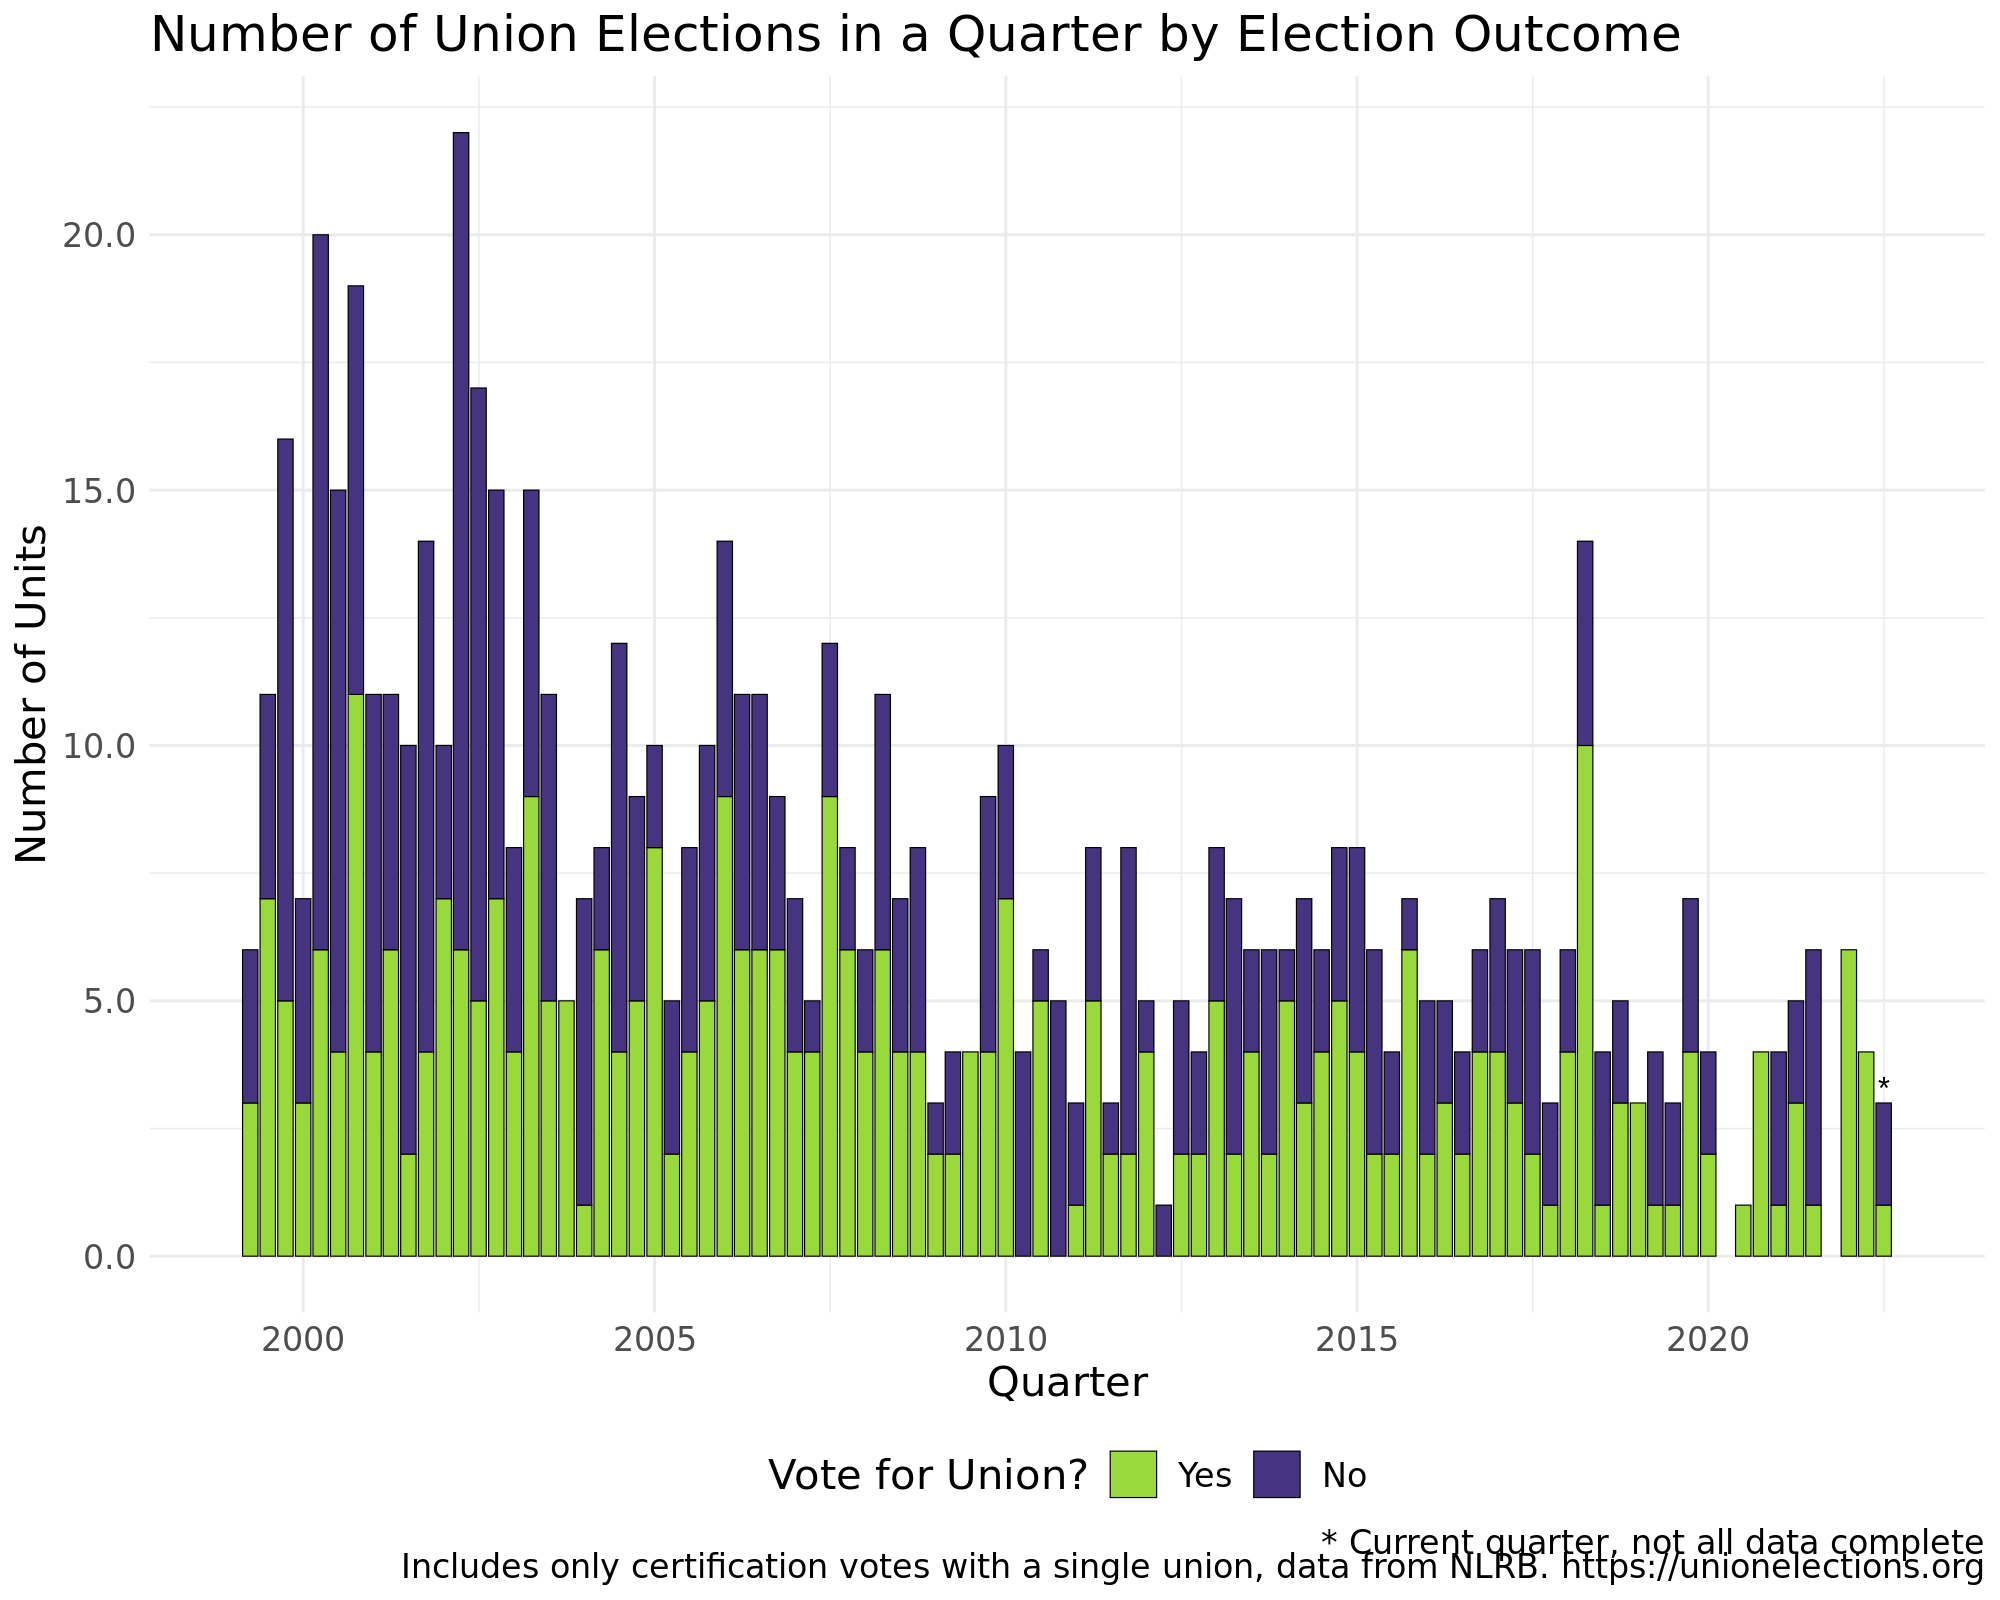 Number of Union Elections in a Quarter by Election Outcome
Number of Units
20.0
15.0
10.0
5.0
0.0
*
2000 2005 2010 2015 2020
Quarter
Vote for Union? Yes No
* Current quarter, not all data complete
Includes only certification votes with a single union, data from NLRB. https://unionelections.org